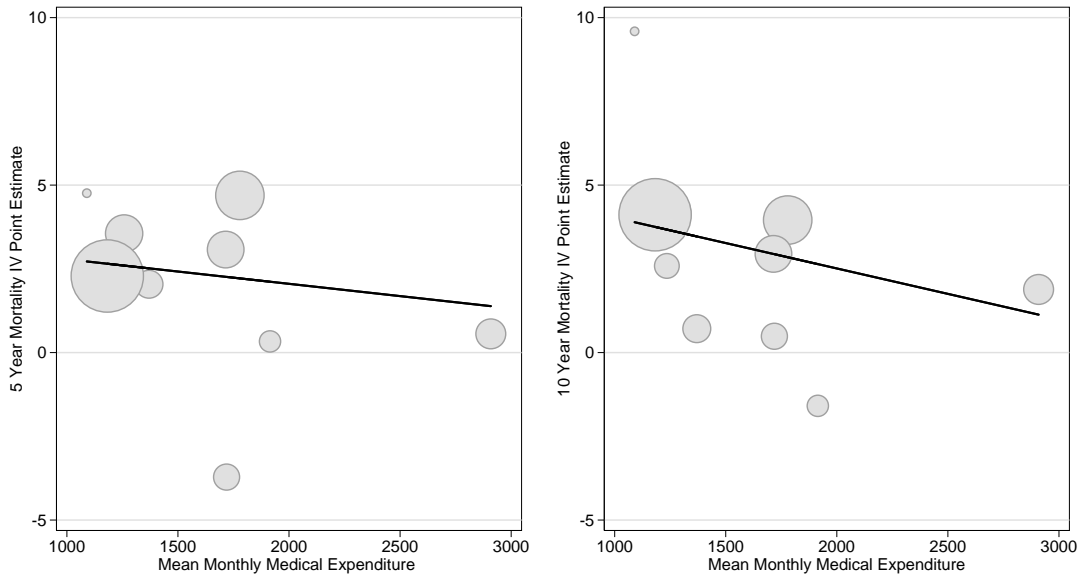 10
5
0
-5
5 Year Mortality IV Point Estimate
1000 1500 2000 2500 3000
Mean Monthly Medical Expenditure
10
5
0
-5
10 Year Mortality IV Point Estimate
1000 1500 2000 2500 3000
Mean Monthly Medical Expenditure